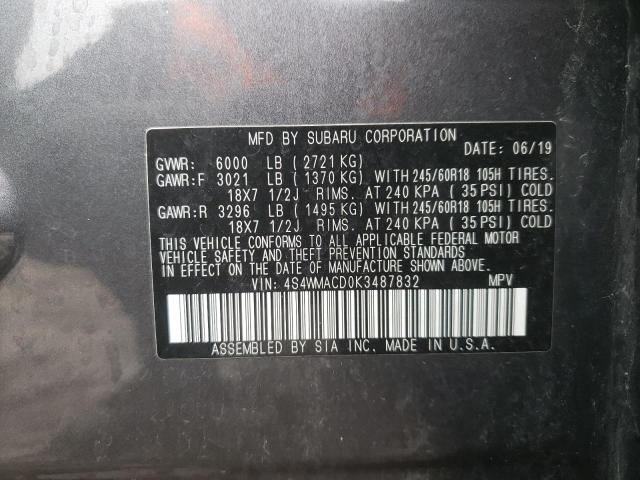 MFD BY SUBARU CORPORATION
DATE: 06/19
GVWR: 6000 LB (2721 KG)
GAWR:F 3021 LB (1370 KG) WITH 245/60R18 105H TIRES.
18X7 1/2J RIMS. AT 240 KPA (35 PSI) COLD
GAWR:R 3296 LB (1495 KG) WITH 245/60R18 105H TIRES.
18X7 1/2J RIMS. AT 240 KPA (35 PSI) COLD
THIS VEHICLE CONFORMS TO ALL APPLICABLE FEDERAL MOTOR
VEHICLE SAFETY AND THEFT PREVENTION STANDARDS
IN EFFECT ON THE DATE OF MANUFACTURE SHOWN ABOVE.
VIN: 4S4WMACD0K3487832 MPV
ASSEMBLED BY SIA INC. MADE IN U.S.A.